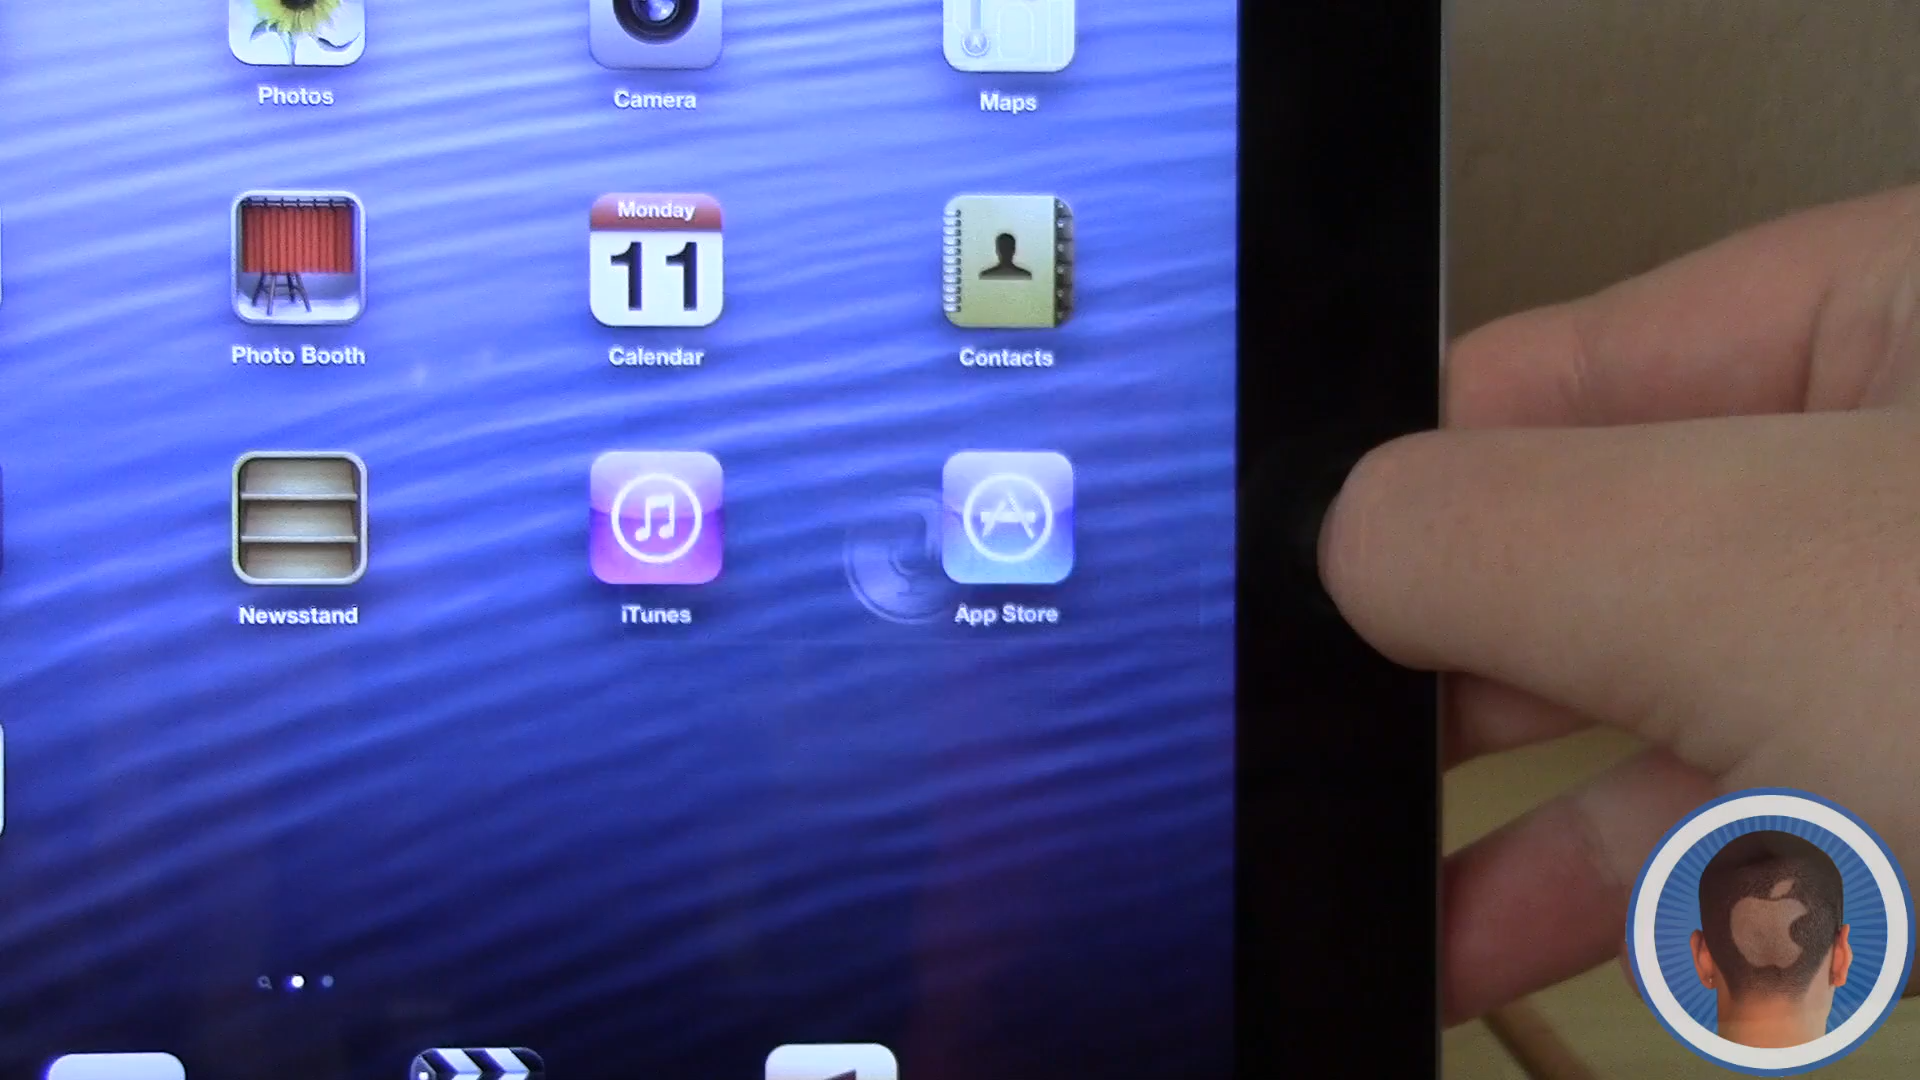 Photos
Camera
Maps
Monday
11
Photo Booth
Calendar
Contacts
Newsstand
iTunes
App Store